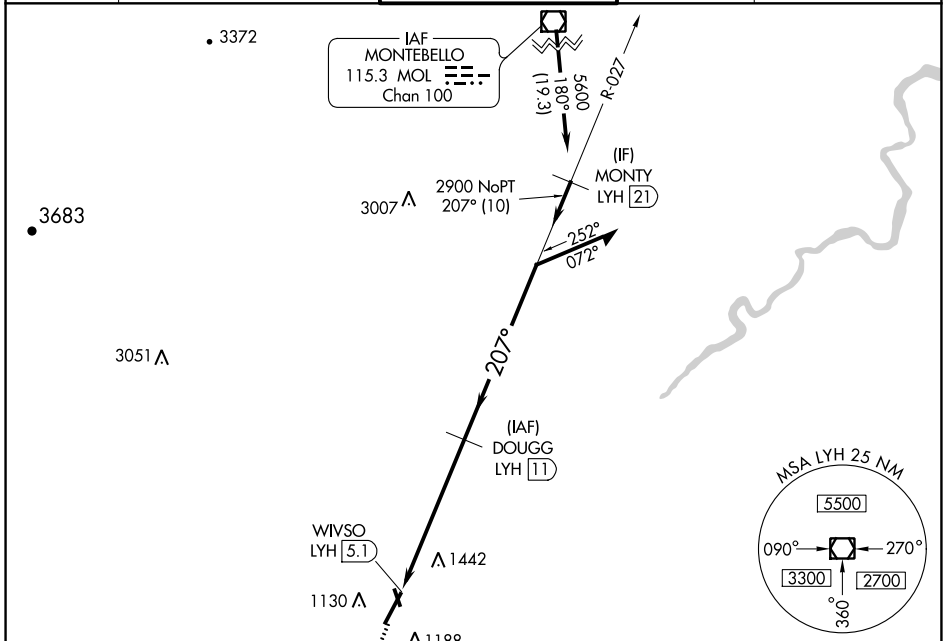 3372
IAF
MONTEBELLO
115.3 MOL
Chan 100
5600
180°
(19.3)
R-027
(IF)
MONTY
LYH 21
2900 NoPT
207° (10)
3007
3683
252°
072°
207°
3051
(IAF)
DOUGG
LYH 11
MSA LYH 25 NM
5500
090°
270°
3300
2700
360°
WIVSO
LYH 5.1
1442
1130
1188